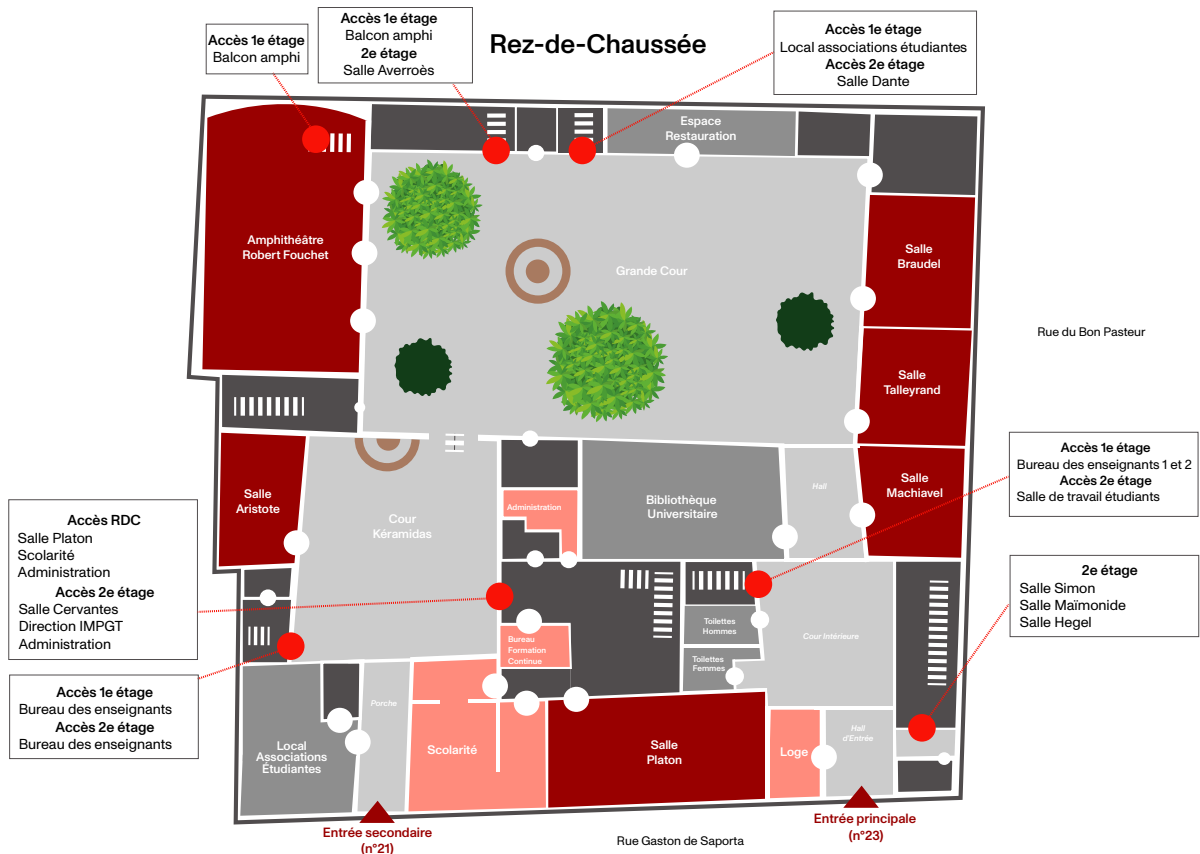 Rez-de-Chaussée
Accès 1e étage
Balcon amphi
Accès 1e étage
Balcon amphi
2e étage
Salle Averroès
Accès 1e étage
Local associations étudiantes
Accès 2e étage
Salle Dante
Espace
Restauration
Amphithéâtre
Robert Fouchet
Grande Cour
Salle
Braudel
Rue du Bon Pasteur
Salle
Talleyrand
Salle
Machiavel
Hall
Bibliothèque
Universitaire
Administration
Salle
Aristote
Cour
Kéramidas
Accès 1e étage
Bureau des enseignants 1 et 2
Accès 2e étage
Salle de travail étudiants
Accès RDC
Salle Platon
Scolarité
Administration
Accès 2e étage
Salle Cervantes
Direction IMPGT
Administration
2e étage
Salle Simon
Salle Maïmonide
Salle Hegel
Toilettes
Hommes
Toilettes
Femmes
Cour Intérieure
Bureau
Formation
Continue
Accès 1e étage
Bureau des enseignants
Accès 2e étage
Bureau des enseignants
Porche
Local
Associations
Étudiantes
Scolarité
Salle
Platon
Loge
Hall
d'Entrée
Entrée secondaire
(n°21)
Rue Gaston de Saporta
Entrée principale
(n°23)